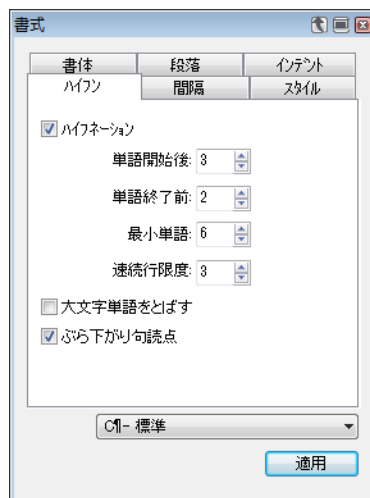 書式
書体 段落 インデント
ハイフン 間隔 スタイル
ハイフネーション
単語開始後: 3
単語終了前: 2
最小単語: 6
速続行限度: 3
大文字単語をとばす
ぶら下がり句読点
C¶- 標準
適用